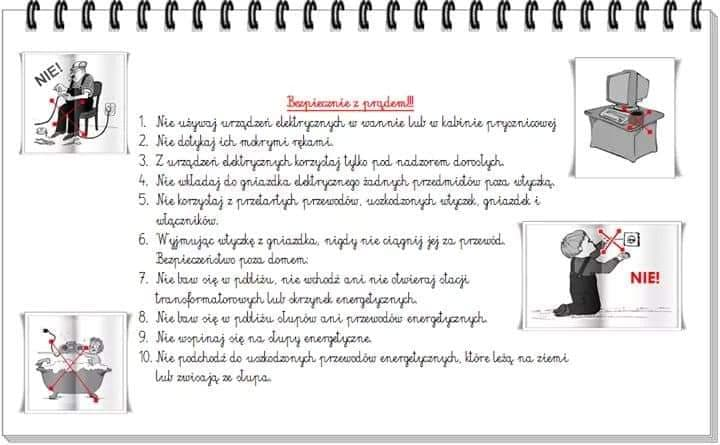 Bezpiecznie z prądem!!!
1. Nie używaj urządzeń elektrycznych w wannie lub w kabinie prysznicowej
2. Nie dotykaj ich mokrymi rękami.
3. Z urządzeń elektrycznych korzystaj tylko pod nadzorem dorosłych.
4. Nie wkładaj do gniazdka elektrycznego żadnych przedmiotów poza wtyczką.
5. Nie korzystaj z przetartych przewodów, uszkodzonych wtyczek, gniazdek i
włączników.
6. Wyjmując wtyczkę z gniazdka, nigdy nie ciągnij jej za przewód.
Bezpieczeństwo poza domem:
7. Nie baw się w pobliżu, nie wchodź ani nie otwieraj stacji
transformatorowych lub skrzynek energetycznych.
8. Nie baw się w pobliżu słupów ani przewodów energetycznych.
9. Nie wspinaj się na słupy energetyczne.
10. Nie podchodź do uszkodzonych przewodów energetycznych, które leżą na ziemi
lub zwisają ze słupa.
NIE!
NIE!